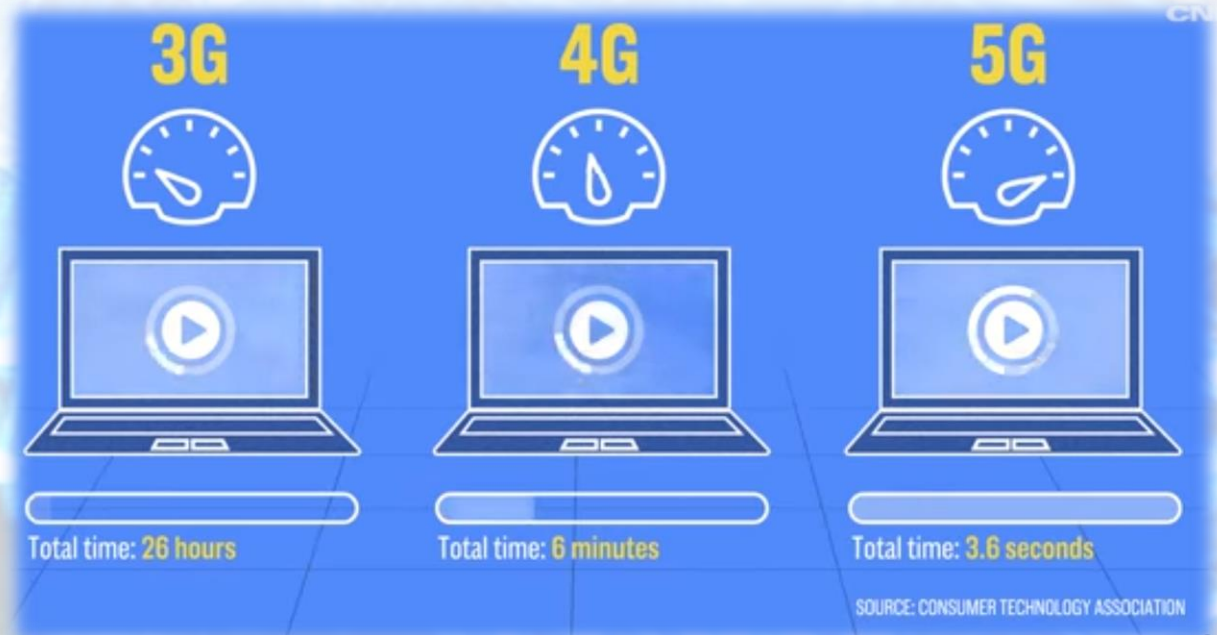 3G
4G
5G
Total time: 26 hours
Total time: 6 minutes
Total time: 3.6 seconds
SOURCE: CONSUMER TECHNOLOGY ASSOCIATION